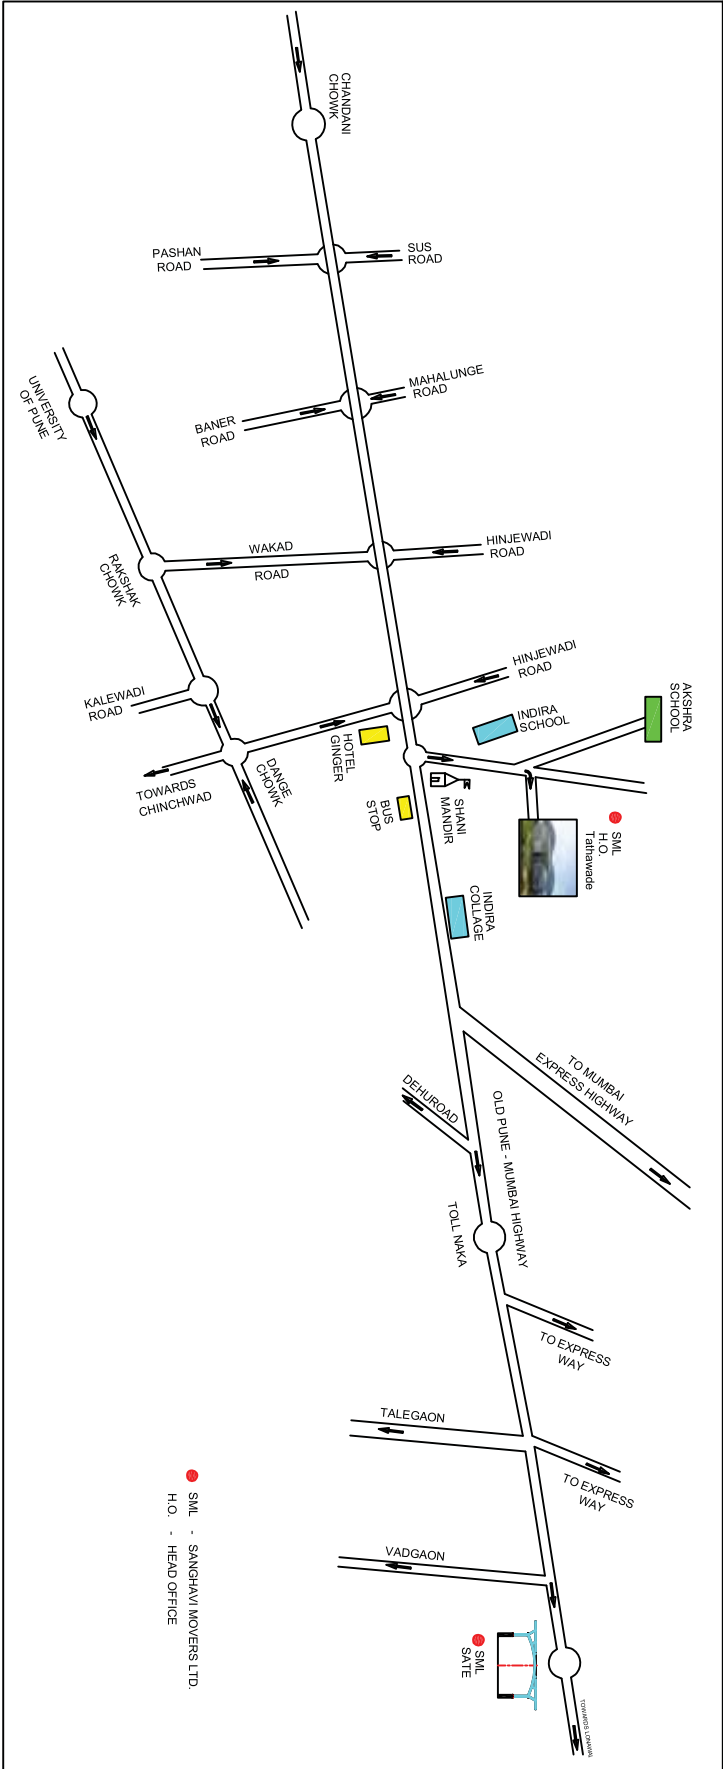 CHANDANI
CHOWK
PASHAN
ROAD
SUS
ROAD
MAHALUNGE
ROAD
BANER
ROAD
UNIVERSITY
OF PUNE
RAKSHAK
CHOWK
WAKAD
ROAD
HINJEWADI
ROAD
HINJEWADI
ROAD
KALEWADI
ROAD
DANGE
CHOWK
TOWARDS
CHINCHWAD
HOTEL
GINGER
INDIRA
SCHOOL
AKSHRA
SCHOOL
BUS
STOP
SHANI
MANDIR
SML
H.O.
Tathawade
INDIRA
COLLAGE
TO MUMBAI
EXPRESS HIGHWAY
DEHUROAD
OLD PUNE - MUMBAI HIGHWAY
TOLL NAKA
TO EXPRESS
WAY
TALEGAON
TO EXPRESS
WAY
VADGAON
SML
SATE
SML - SANGHAVI MOVERS LTD.
H.O. - HEAD OFFICE
TOWARDS